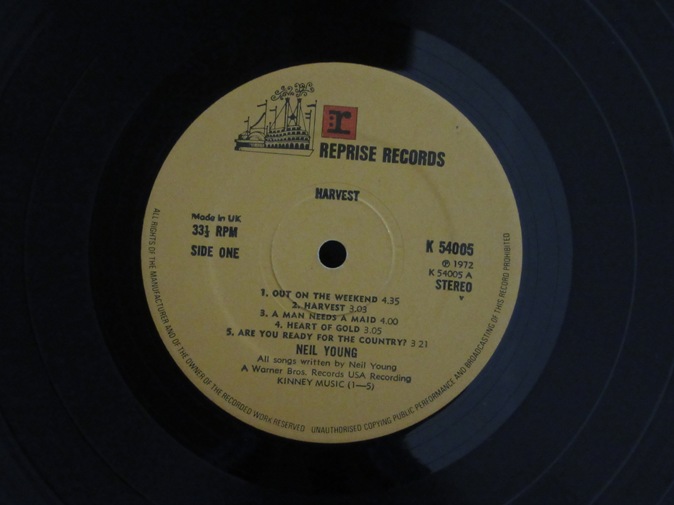 r
REPRISE RECORDS
HARVEST
Made in UK
33⅓ RPM
SIDE ONE
K 54005
℗ 1972
K 54005 A
STEREO
1. OUT ON THE WEEKEND 4.35
2. HARVEST 3.03
3. A MAN NEEDS A MAID 4.00
4. HEART OF GOLD 3.05
5. ARE YOU READY FOR THE COUNTRY? 3 21
NEIL YOUNG
All songs written by Neil Young
A Warner Bros. Records USA Recording
KINNEY MUSIC (1—5)
ALL RIGHTS OF THE MANUFACTURER AND OF THE OWNER OF THE RECORDED WORK RESERVED UNAUTHORISED COPYING PUBLIC PERFORMANCE AND BROADCASTING OF THIS RECORD PROHIBITED